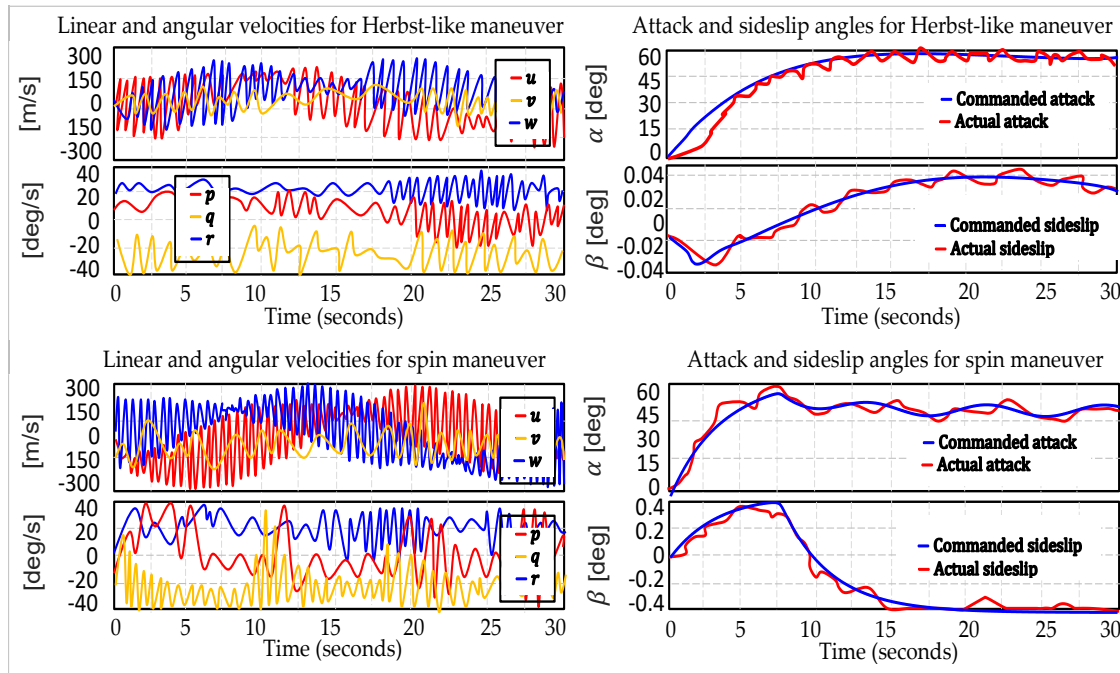 Linear and angular velocities for Herbst-like maneuver
300
150
0
150
-300
[m/s]
u
v
w
40
20
0
-20
-40
[deg/s]
p
q
r
0 5 10 15 20 25 30
Time (seconds)
Attack and sideslip angles for Herbst-like maneuver
60
45
30
15
0
α [deg]
Commanded attack
Actual attack
0.04
0.02
0
-0.02
-0.04
β [deg]
Commanded sideslip
Actual sideslip
0 5 10 15 20 25 30
Time (seconds)
Linear and angular velocities for spin maneuver
300
150
0
150
-300
[m/s]
u
v
w
40
20
0
-20
-40
[deg/s]
p
q
r
0 5 10 15 20 25 30
Time (seconds)
Attack and sideslip angles for spin maneuver
60
45
30
15
0
α [deg]
Commanded attack
Actual attack
0.4
0.2
0
-0.2
-0.4
β [deg]
Commanded sideslip
Actual sideslip
0 5 10 15 20 25 30
Time (seconds)